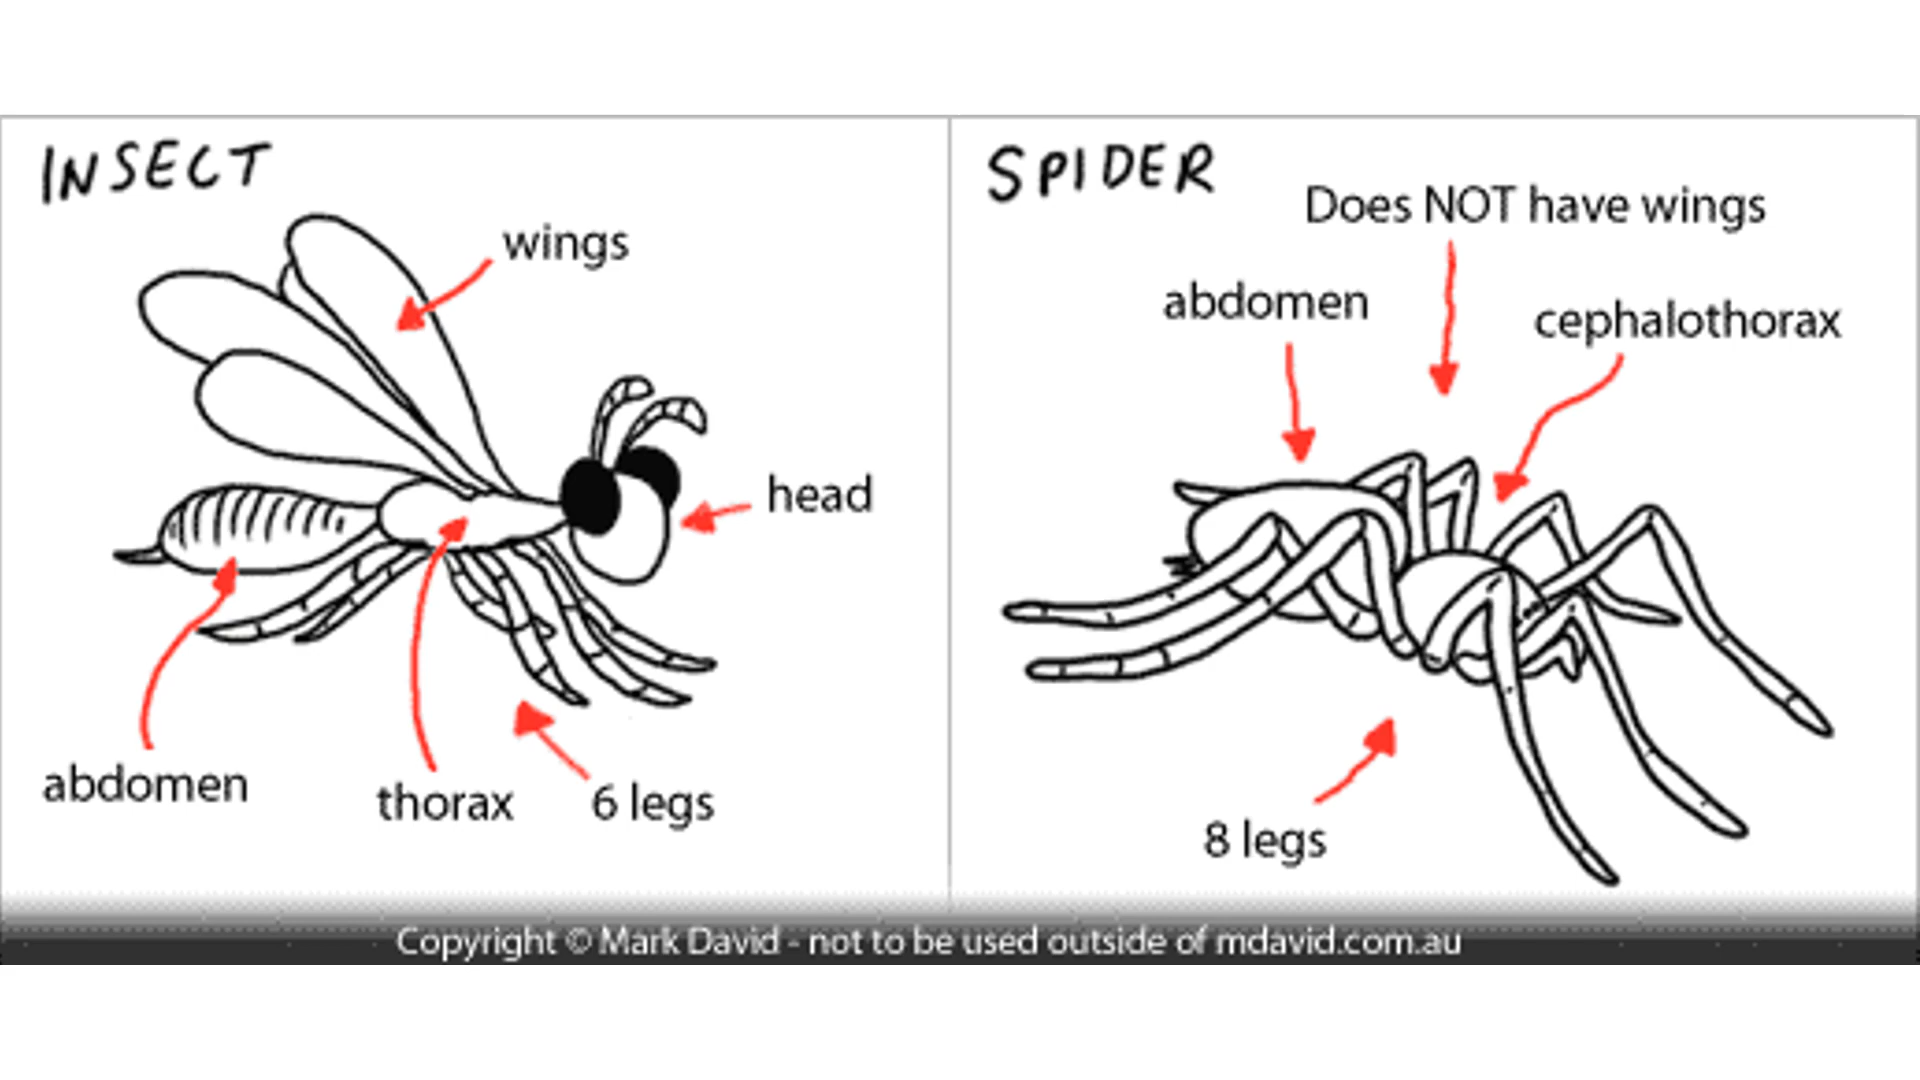 INSECT
wings
head
abdomen
thorax
6 legs
SPIDER
Does NOT have wings
abdomen
cephalothorax
8 legs
Copyright © Mark David - not to be used outside of mdavid.com.au